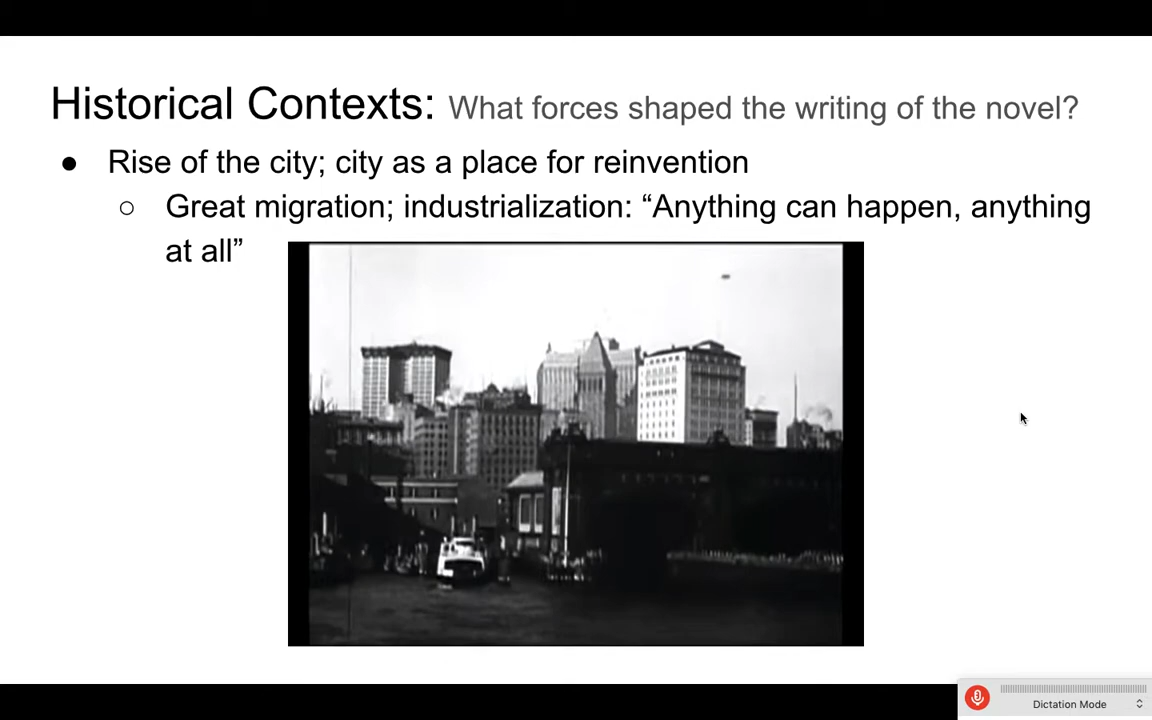 Historical Contexts: What forces shaped the writing of the novel?
● Rise of the city; city as a place for reinvention
○ Great migration; industrialization: “Anything can happen, anything
at all”
Dictation Mode